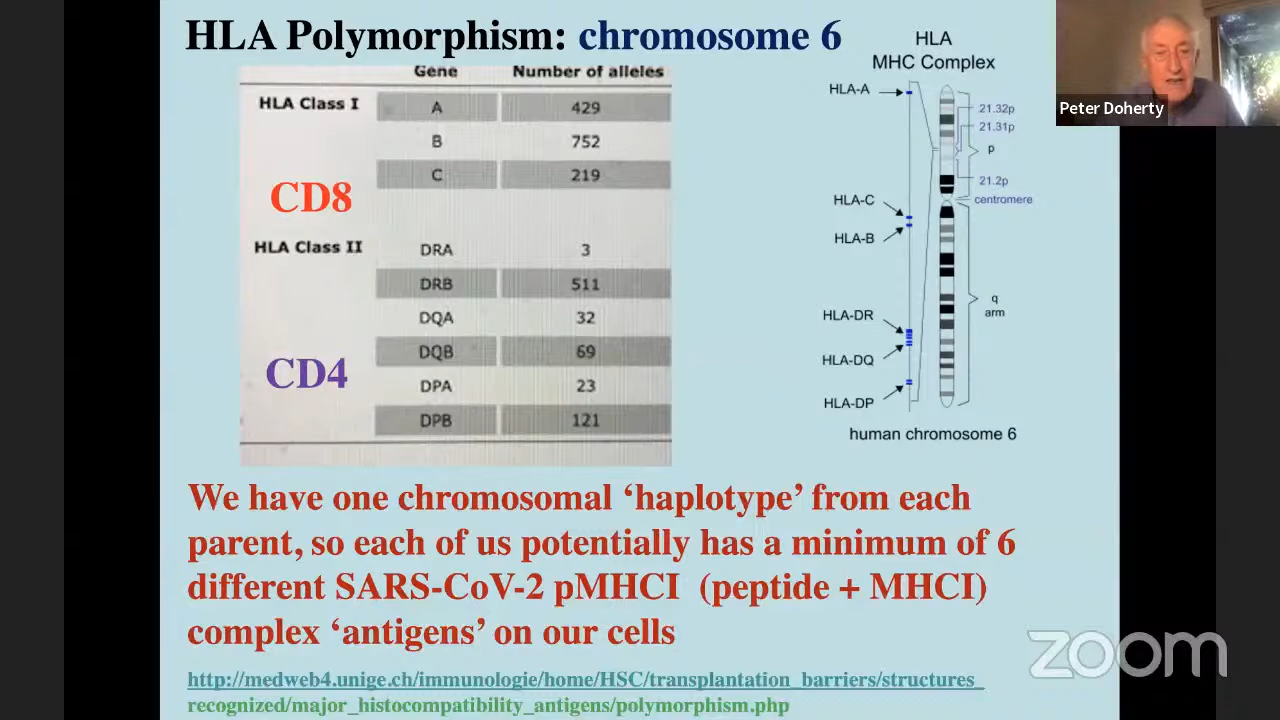 HLA Polymorphism: chromosome 6
Gene Number of alleles
HLA Class I A 429
B 752
C 219
CD8
HLA Class II DRA 3
DRB 511
DQA 32
DQB 69
CD4
DPA 23
DPB 121
HLA
MHC Complex
HLA-A
21.32p
21.31p
p
21.2p
centromere
HLA-C
HLA-B
q
arm
HLA-DR
HLA-DQ
HLA-DP
human chromosome 6
Peter Doherty
We have one chromosomal ‘haplotype’ from each
parent, so each of us potentially has a minimum of 6
different SARS-CoV-2 pMHCI (peptide + MHCI)
complex ‘antigens’ on our cells
http://medweb4.unige.ch/immunologie/home/HSC/transplantation_barriers/structures_
recognized/major_histocompatibility_antigens/polymorphism.php
zoom